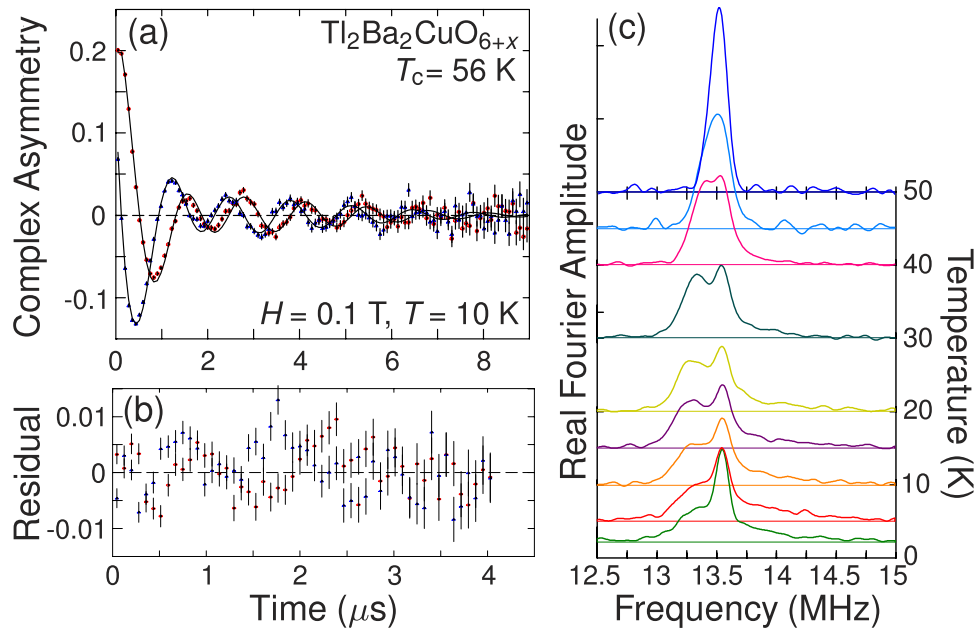 (a)
Tl₂Ba₂CuO₆₊ₓ
T_c = 56 K
Complex Asymmetry
0.2
0.1
0
-0.1
H = 0.1 T, T = 10 K
0 2 4 6 8
(b)
Residual
0.01
0
-0.01
0 1 2 3 4
Time (μs)
(c)
Real Fourier Amplitude
50
40
30
20
10
0
Temperature (K)
12.5 13 13.5 14 14.5 15
Frequency (MHz)